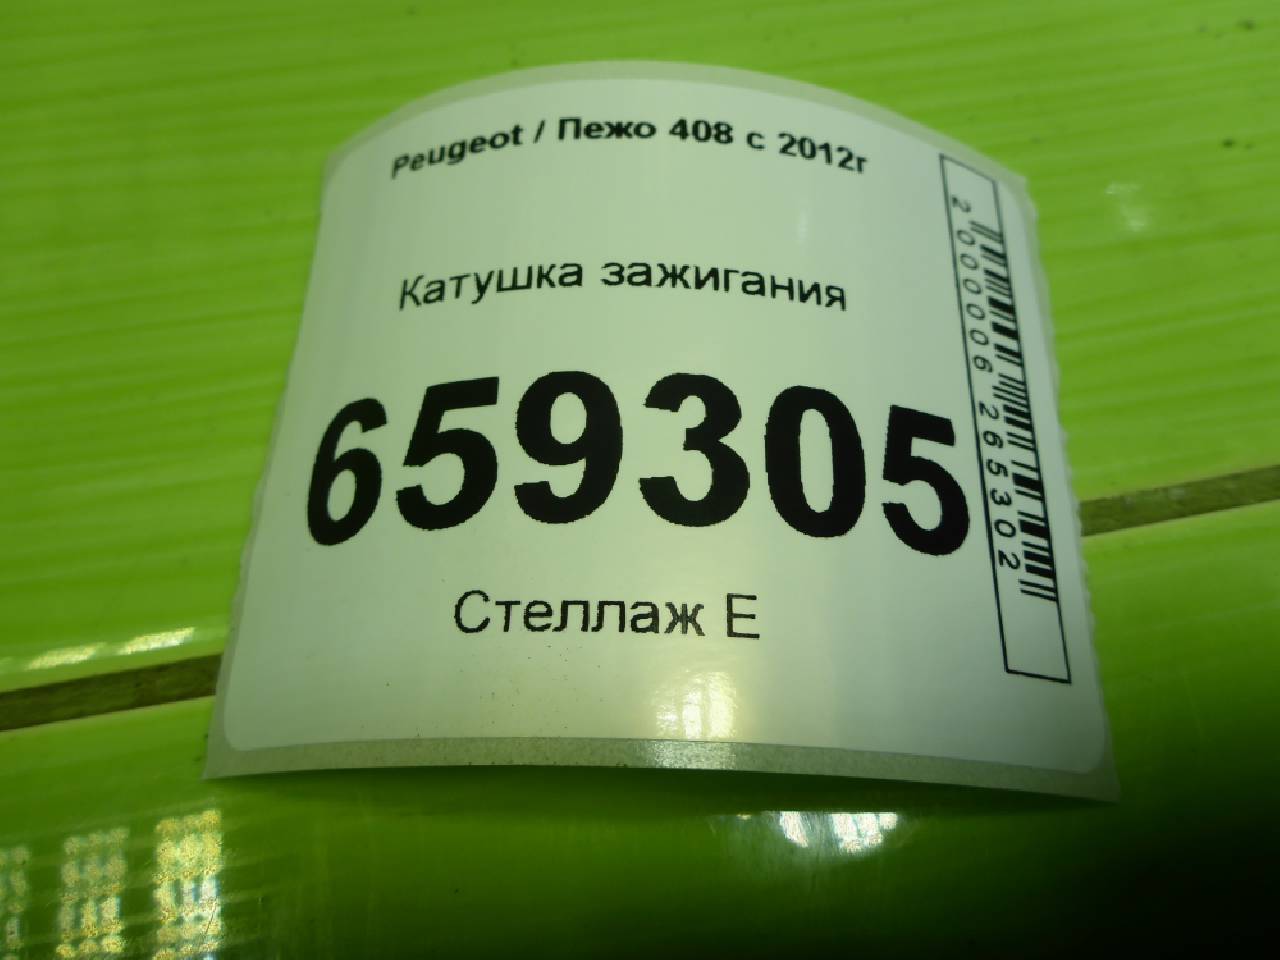 Peugeot / Пежо 408 с 2012г
Катушка зажигания
659305
Стеллаж Е
2000006265302